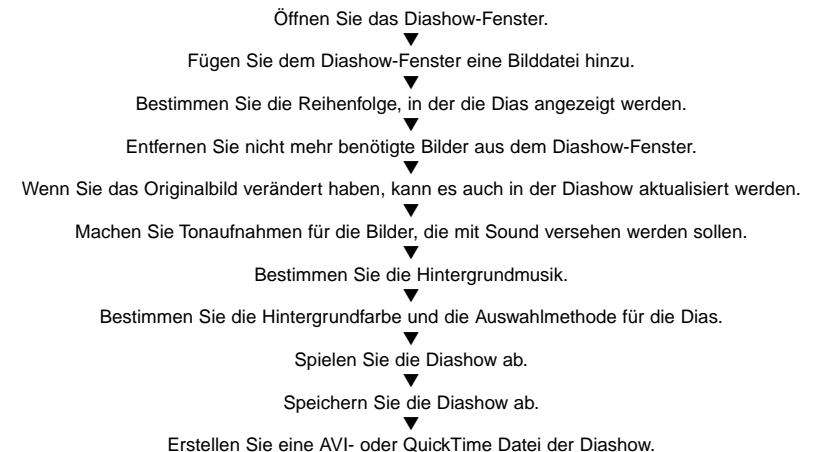 Öffnen Sie das Diashow-Fenster.
▼
Fügen Sie dem Diashow-Fenster eine Bilddatei hinzu.
▼
Bestimmen Sie die Reihenfolge, in der die Dias angezeigt werden.
▼
Entfernen Sie nicht mehr benötigte Bilder aus dem Diashow-Fenster.
▼
Wenn Sie das Originalbild verändert haben, kann es auch in der Diashow aktualisiert werden.
▼
Machen Sie Tonaufnahmen für die Bilder, die mit Sound versehen werden sollen.
▼
Bestimmen Sie die Hintergrundmusik.
▼
Bestimmen Sie die Hintergrundfarbe und die Auswahlmethode für die Dias.
▼
Spielen Sie die Diashow ab.
▼
Speichern Sie die Diashow ab.
▼
Erstellen Sie eine AVI- oder QuickTime Datei der Diashow.